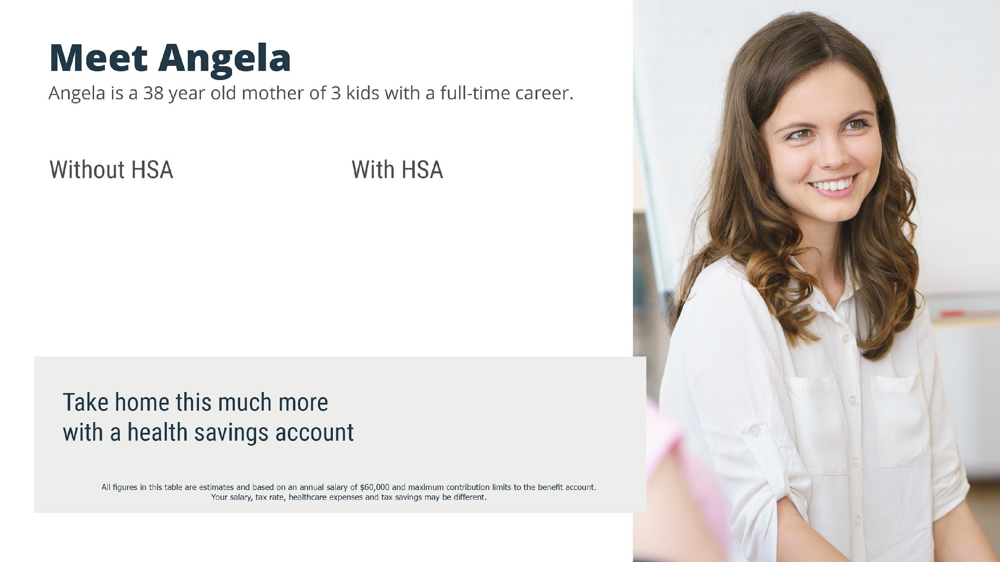 Meet Angela
Angela is a 38 year old mother of 3 kids with a full-time career.
Without HSA
With HSA
Take home this much more
with a health savings account
All figures in this table are estimates and based on an annual salary of $60,000 and maximum contribution limits to the benefit account.
Your salary, tax rate, healthcare expenses and tax savings may be different.